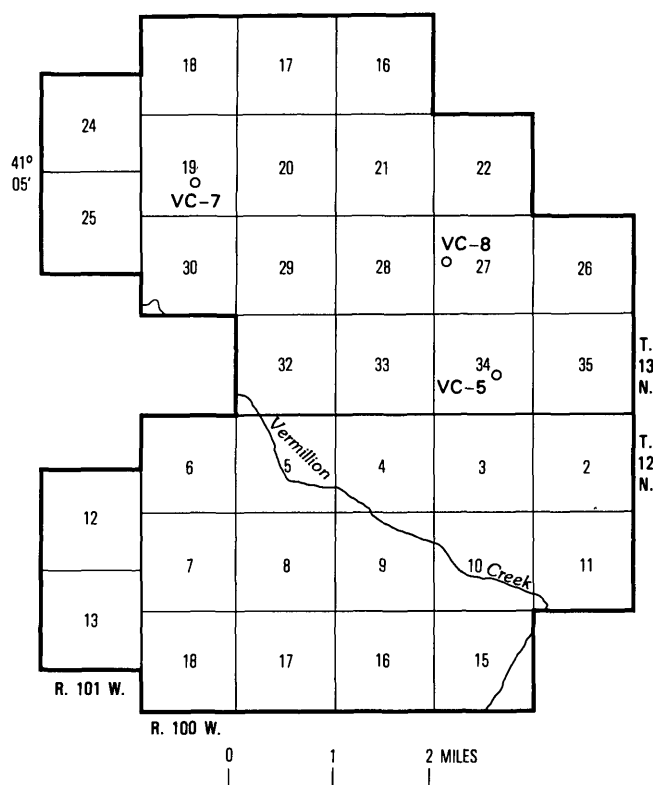 18 17 16
24
41°
05'
19 20 21 22
VC-7
25
VC-8
30 29 28 27 26
32 33 34 35
VC-5
T.
13
N.
T.
12
N.
Vermillion
6 5 4 3 2
12
7 8 9 10 Creek 11
13
18 17 16 15
R. 101 W.
R. 100 W.
0 1 2 MILES